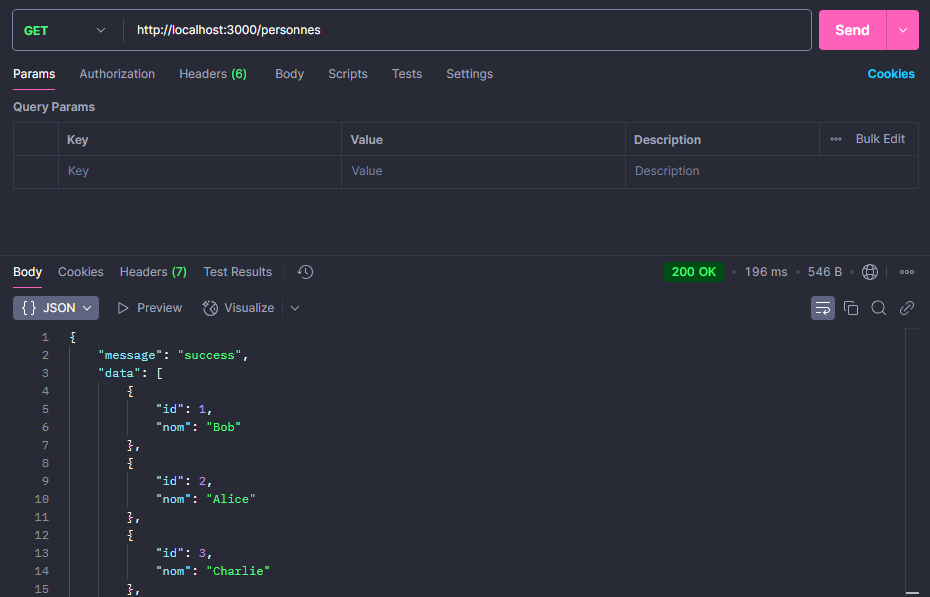 GET http://localhost:3000/personnes Send
Params Authorization Headers (6) Body Scripts Tests Settings Cookies
Query Params
Key Value Description ••• Bulk Edit
Key Value Description
Body Cookies Headers (7) Test Results 200 OK • 196 ms • 546 B •
{ } JSON Preview Visualize
1 {
2 "message": "success",
3 "data": [
4 {
5 "id": 1,
6 "nom": "Bob"
7 },
8 {
9 "id": 2,
10 "nom": "Alice"
11 },
12 {
13 "id": 3,
14 "nom": "Charlie"
15 },